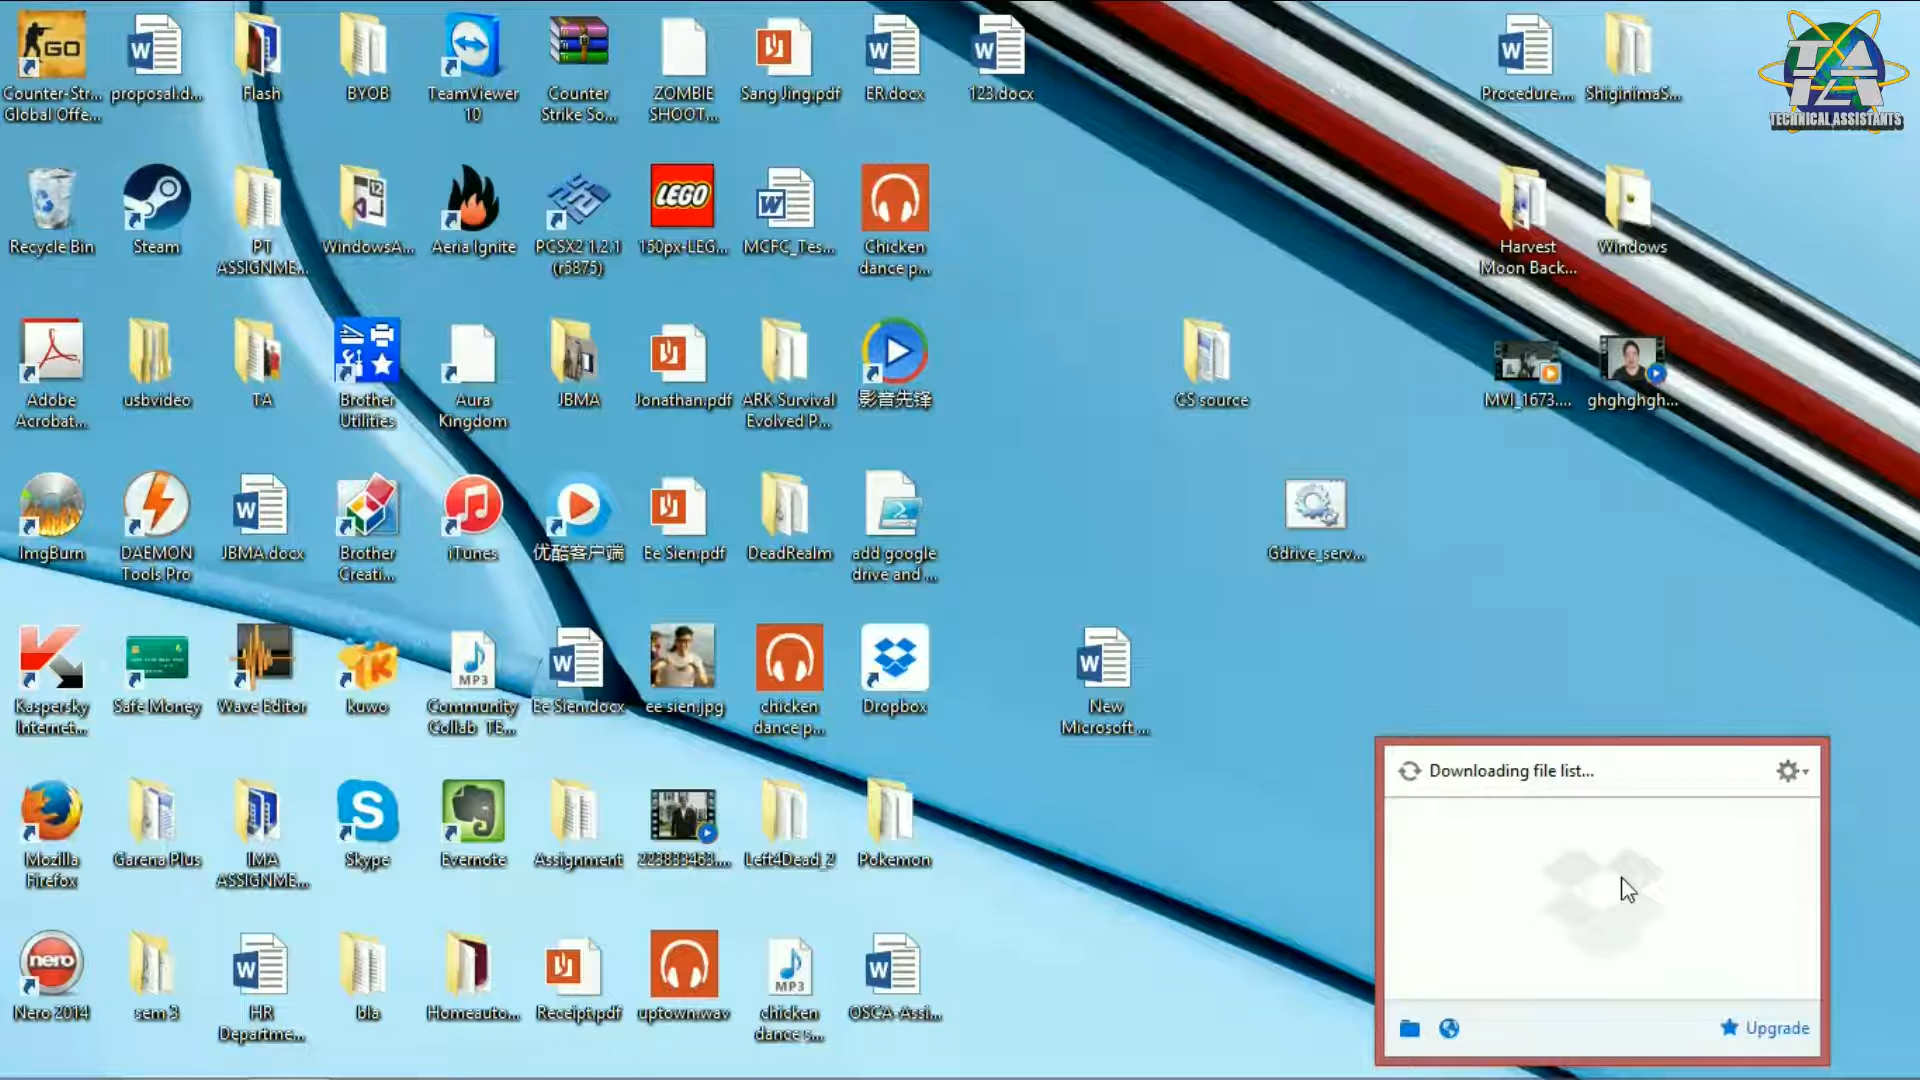 Counter-Str...
Global Offe...
proposal.d...
Flash
BYOB
TeamViewer
10
Counter
Strike So...
ZOMBIE
SHOOT...
Sang Jing.pdf
ER.docx
123.docx
Procedure....
ShiginimaS...
TA
TECHNICAL ASSISTANTS
Recycle Bin
Steam
PT
ASSIGNME...
WindowsA...
Aeria Ignite
PCSX2 1.2.1
(r5875)
LEGO
150px-LEG...
MCFC_Tes...
Chicken
dance p...
Harvest
Moon Back...
Windows
Adobe
Acrobat...
usbvideo
TA
Brother
Utilities
Aura
Kingdom
JBMA
Jonathan.pdf
ARK Survival
Evolved P...
影音先锋
CS source
MVI_1673....
ghghghgh...
ImgBurn
DAEMON
Tools Pro
JBMA.docx
Brother
Creati...
iTunes
优酷客户端
Ee Sien.pdf
DeadRealm
add google
drive and ...
Gdrive_serv...
Kaspersky
Internet...
Safe Money
Wave Editor
kuwo
MP3
Community
Collab_TE...
Ee Sien.docx
ee sien.jpg
chicken
dance p...
Dropbox
New
Microsoft ...
Mozilla
Firefox
Garena Plus
IMA
ASSIGNME...
Skype
Evernote
Assignment
223833463....
Left4Dead_2
Pokemon
Downloading file list...
nero
Nero 2014
sem 3
HR
Departme...
bla
Homeauto...
Receipt.pdf
uptown.wav
MP3
chicken
dance s...
OSCA-Assi...
Upgrade